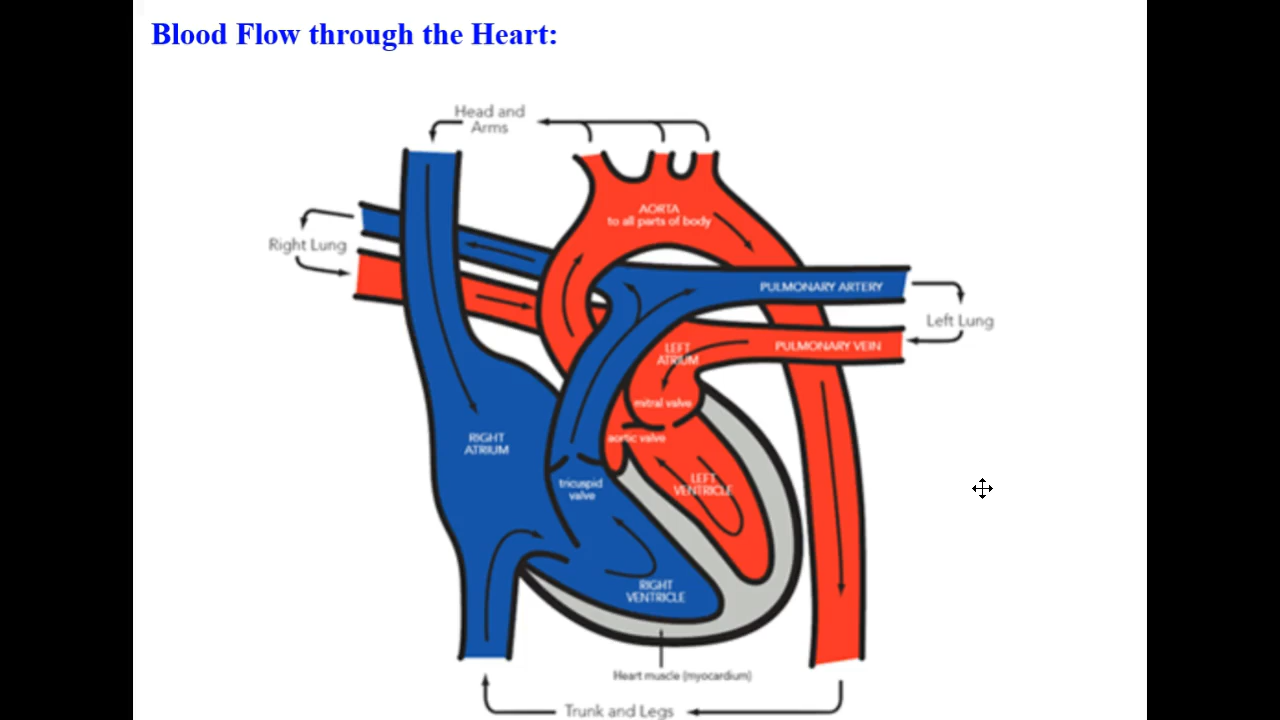 Blood Flow through the Heart:
Head and
Arms
AORTA
to all parts of body
Right Lung
PULMONARY ARTERY
Left Lung
LEFT
ATRIUM
PULMONARY VEIN
mitral valve
aortic valve
RIGHT
ATRIUM
tricuspid
valve
LEFT
VENTRICLE
RIGHT
VENTRICLE
Heart muscle (myocardium)
Trunk and Legs